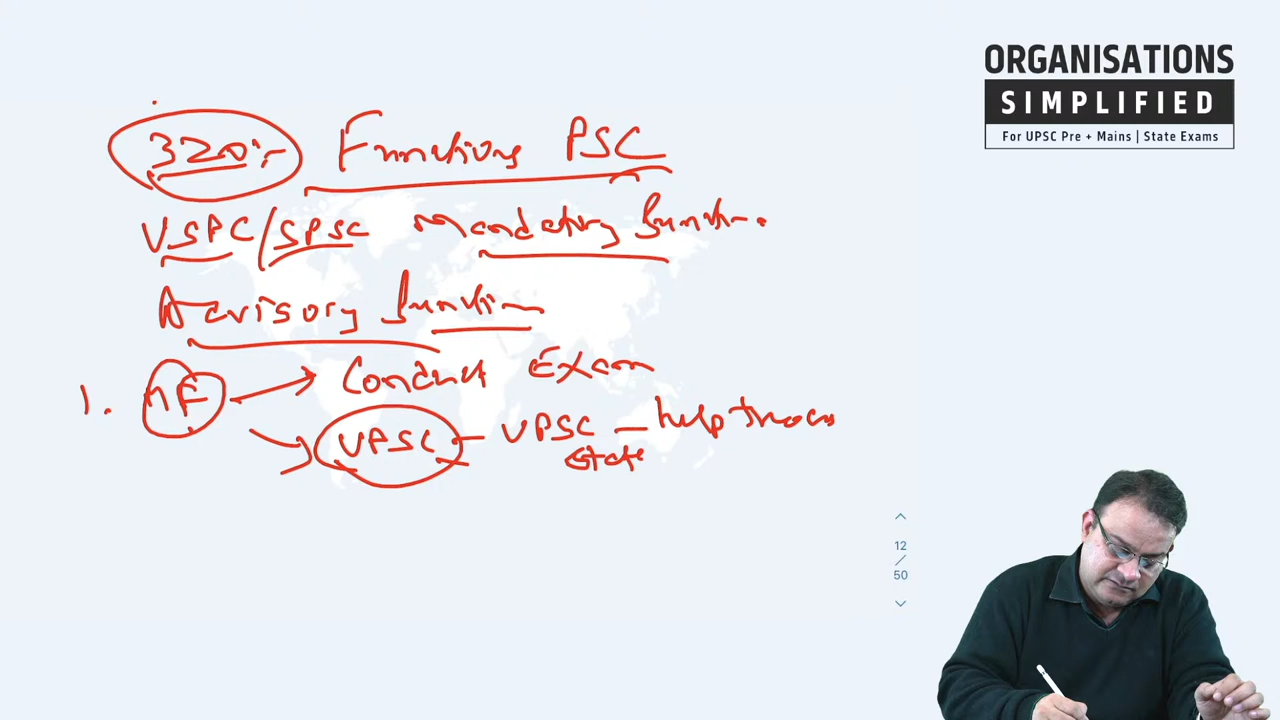 ORGANISATIONS
SIMPLIFIED
For UPSC Pre + Mains | State Exams
320:- Functions PSC
USPC/SPSC mandatory function.
Advisory function
1. MF → Conduct Exam
UPSC - UPSC - help
State
12
/
50